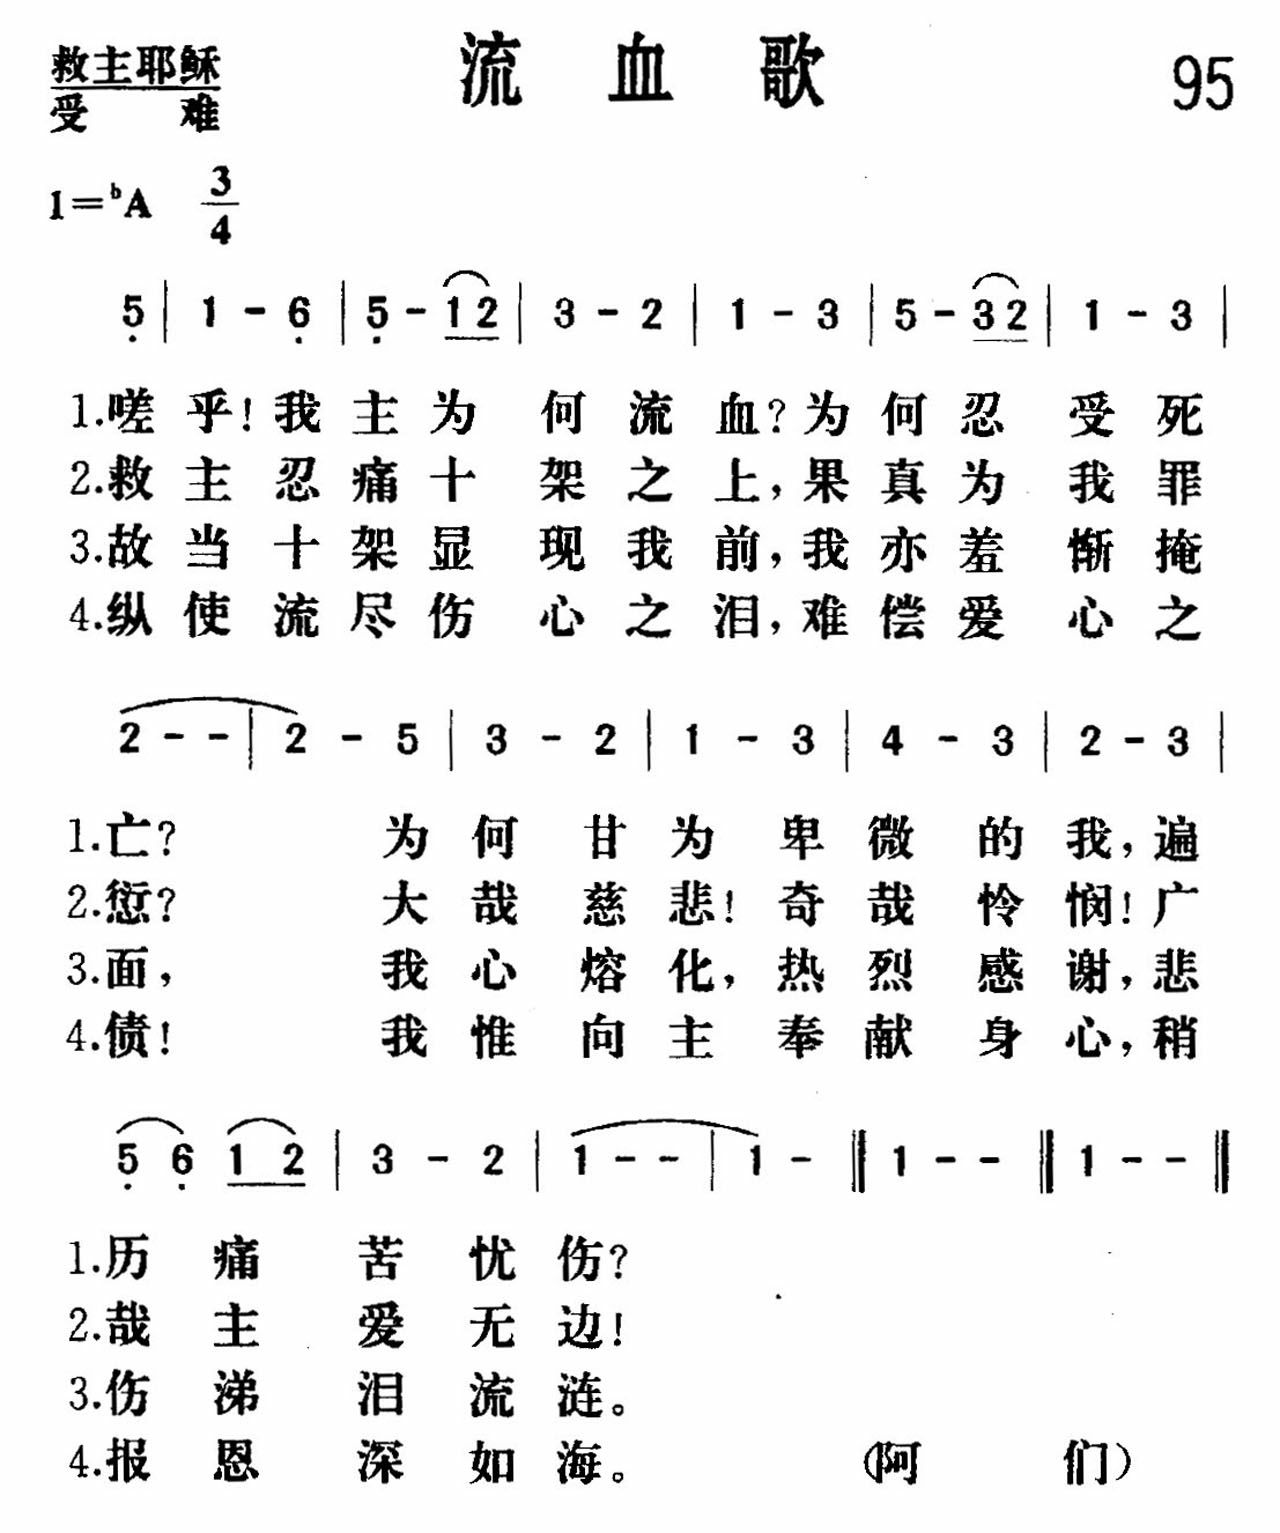 流血歌
救主耶稣
受难
95
1=ᵇA 3/4
5̣ | 1 - 6̣ | 5̣ - 1 2 | 3 - 2 | 1 - 3 | 5 - 3 2 | 1 - 3 |
1.嗟乎!我主为何流血?为何忍受死
2.救主忍痛十架之上,果真为我罪
3.故当十架显现我前,我亦羞惭掩
4.纵使流尽伤心之泪,难偿爱心之
2 - - | 2 - 5 | 3 - 2 | 1 - 3 | 4 - 3 | 2 - 3 |
1.亡? 为何甘为卑微的我,遍
2.愆? 大哉慈悲!奇哉怜悯!广
3.面, 我心熔化,热烈感谢,悲
4.债! 我惟向主奉献身心,稍
5̣ 6̣ 1 2 | 3 - 2 | 1 - - | 1 - ‖ 1 - - ‖ 1 - - ‖
1.历痛苦忧伤?
2.哉主爱无边!
3.伤涕泪流涟。
4.报恩深如海。 (阿们)